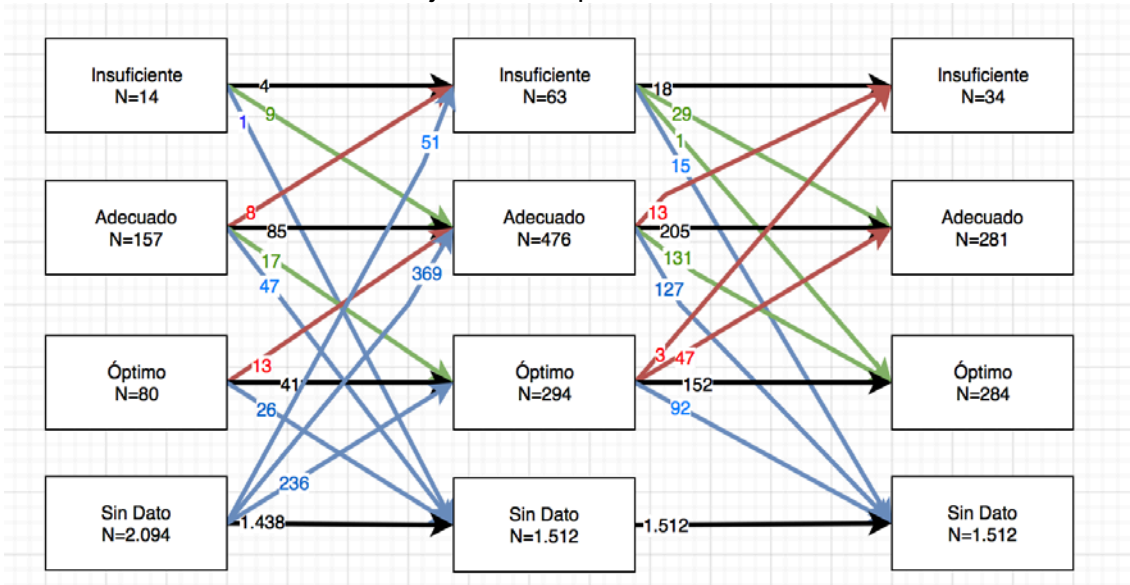 Insuficiente
N=14
4
9
1
Insuficiente
N=63
51
18
29
1
15
Insuficiente
N=34
Adecuado
N=157
8
85
17
47
Adecuado
N=476
369
13
205
131
127
Adecuado
N=281
Óptimo
N=80
13
41
26
Óptimo
N=294
3
47
152
92
Óptimo
N=284
Sin Dato
N=2.094
236
1.438
Sin Dato
N=1.512
1.512
Sin Dato
N=1.512